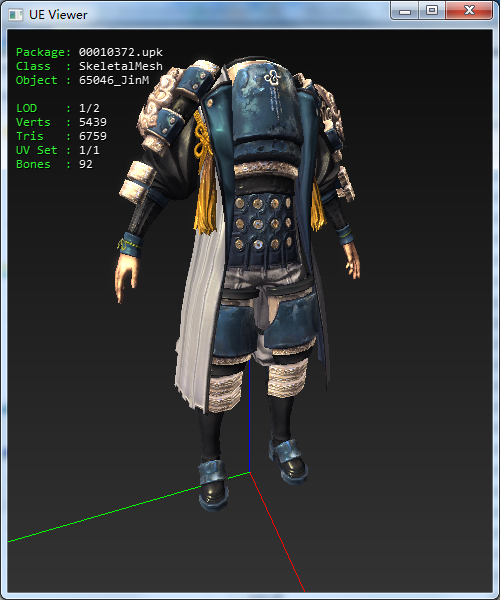 UE Viewer
Package: 00010372.upk
Class  : SkeletalMesh
Object : 65046_JinM
LOD    : 1/2
Verts  : 5439
Tris   : 6759
UV Set : 1/1
Bones  : 92